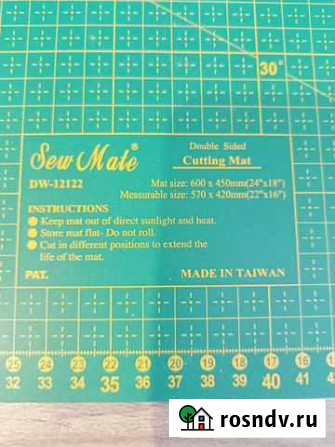 30°
Sew Mate®
DW-12122
Double Sided
Cutting Mat
Mat size: 600 x 450mm(24"x18")
Measurable size: 570 x 420mm(22"x16")
INSTRUCTIONS
Keep mat out of direct sunlight and heat.
Store mat flat- Do not roll.
Cut in different positions to extend the
life of the mat.
PAT.
MADE IN TAIWAN
25 24 23 22 21 20 19 18 17 16
32 33 34 35 36 37 38 39 40 41
rosndv.ru